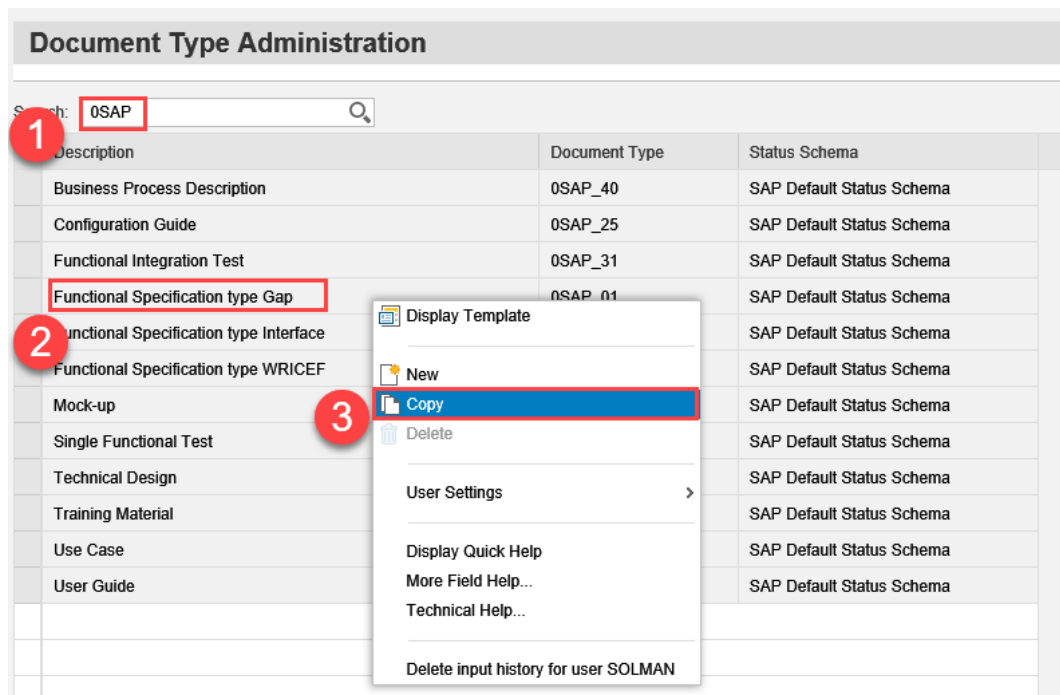 Document Type Administration
Search: 0SAP
1
Description Document Type Status Schema
Business Process Description 0SAP_40 SAP Default Status Schema
Configuration Guide 0SAP_25 SAP Default Status Schema
Functional Integration Test 0SAP_31 SAP Default Status Schema
Functional Specification type Gap 0SAP_01 SAP Default Status Schema
2
Functional Specification type Interface SAP Default Status Schema
Functional Specification type WRICEF SAP Default Status Schema
Mock-up SAP Default Status Schema
Single Functional Test SAP Default Status Schema
Technical Design SAP Default Status Schema
Training Material SAP Default Status Schema
Use Case SAP Default Status Schema
User Guide SAP Default Status Schema
Display Template
New
3
Copy
Delete
User Settings
Display Quick Help
More Field Help...
Technical Help...
Delete input history for user SOLMAN